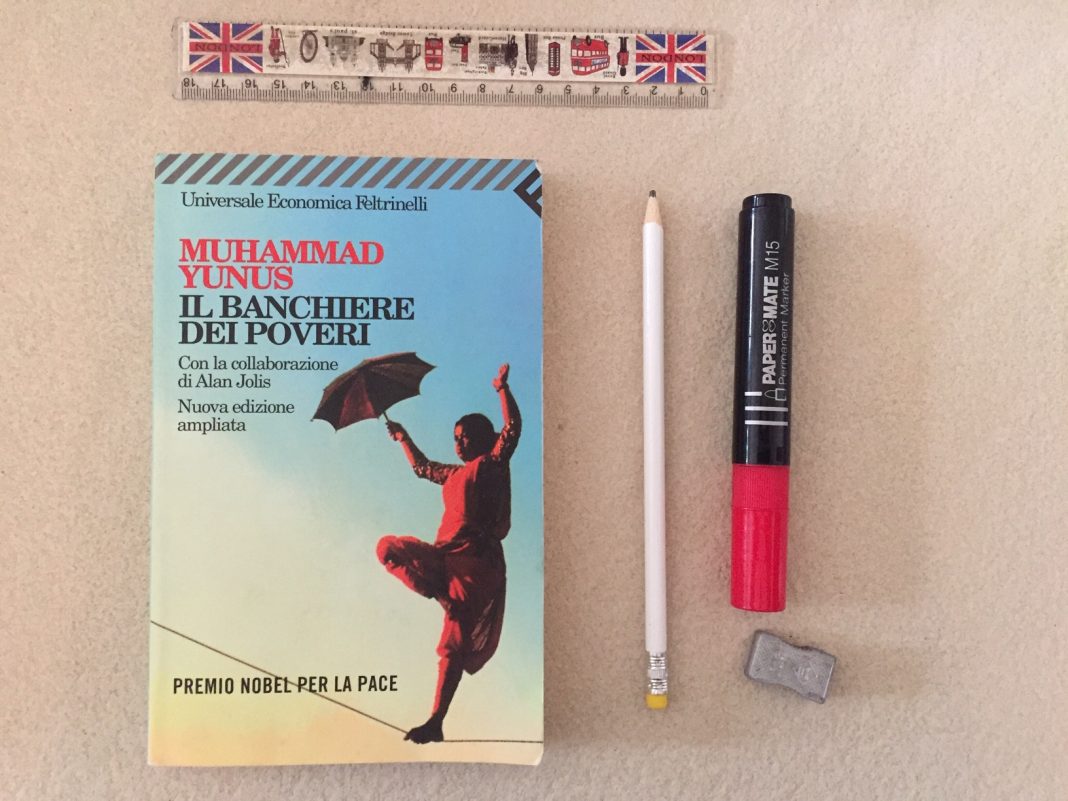 LONDON
LONDON
18 17 16 15 14 13 12 11 10 9 8 7 6 5 4 3 2 1 0
Universale Economica Feltrinelli
MUHAMMAD
YUNUS
IL BANCHIERE
DEI POVERI
Con la collaborazione
di Alan Jolis
Nuova edizione
ampliata
PREMIO NOBEL PER LA PACE
PAPER MATE M15
Permanent Marker